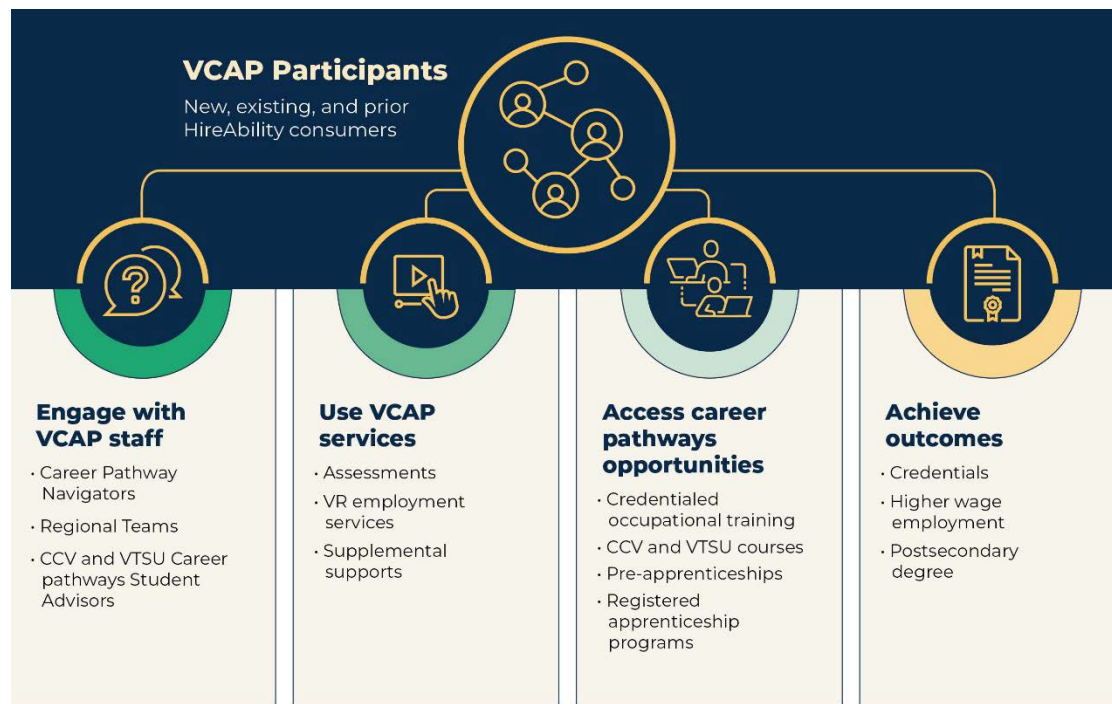 VCAP Participants
New, existing, and prior
HireAbility consumers
?
Engage with
VCAP staff
· Career Pathway
Navigators
· Regional Teams
· CCV and VTSU Career
pathways Student
Advisors
Use VCAP
services
· Assessments
· VR employment
services
· Supplemental
supports
Access career
pathways
opportunities
· Credentialed
occupational training
· CCV and VTSU courses
· Pre-apprenticeships
· Registered
apprenticeship
programs
Achieve
outcomes
· Credentials
· Higher wage
employment
· Postsecondary
degree